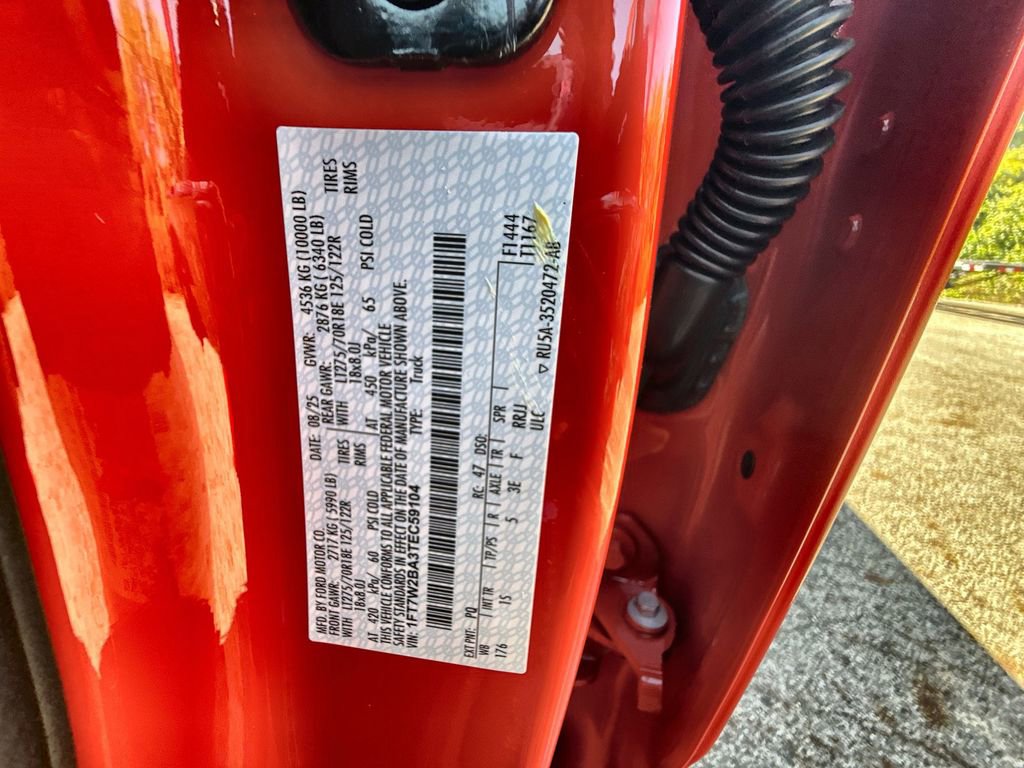 MFD. BY FORD MOTOR CO.
DATE: 08/25 GVWR: 4536 KG (10000 LB)
FRONT GAWR: 2717 KG ( 5990 LB) REAR GAWR: 2876 KG ( 6340 LB)
WITH LT275/70R18E 125/122R TIRES WITH LT275/70R18E 125/122R TIRES
18x8.0J RIMS 18x8.0J RIMS
AT 420 kPa/ 60 PSI COLD AT 450 kPa/ 65 PSI COLD
THIS VEHICLE CONFORMS TO ALL APPLICABLE FEDERAL MOTOR VEHICLE
SAFETY STANDARDS IN EFFECT ON THE DATE OF MANUFACTURE SHOWN ABOVE.
VIN: 1FT7W2BA3TEC59104 TYPE: Truck
F1444
T1167
EXT PNT: PQ RC: 47 DSO:
WB INT TR TP/PS R AXLE TR SPR
176 IS 5 3E F RRJJ
ULC
▽ RU5A-3520472-AB